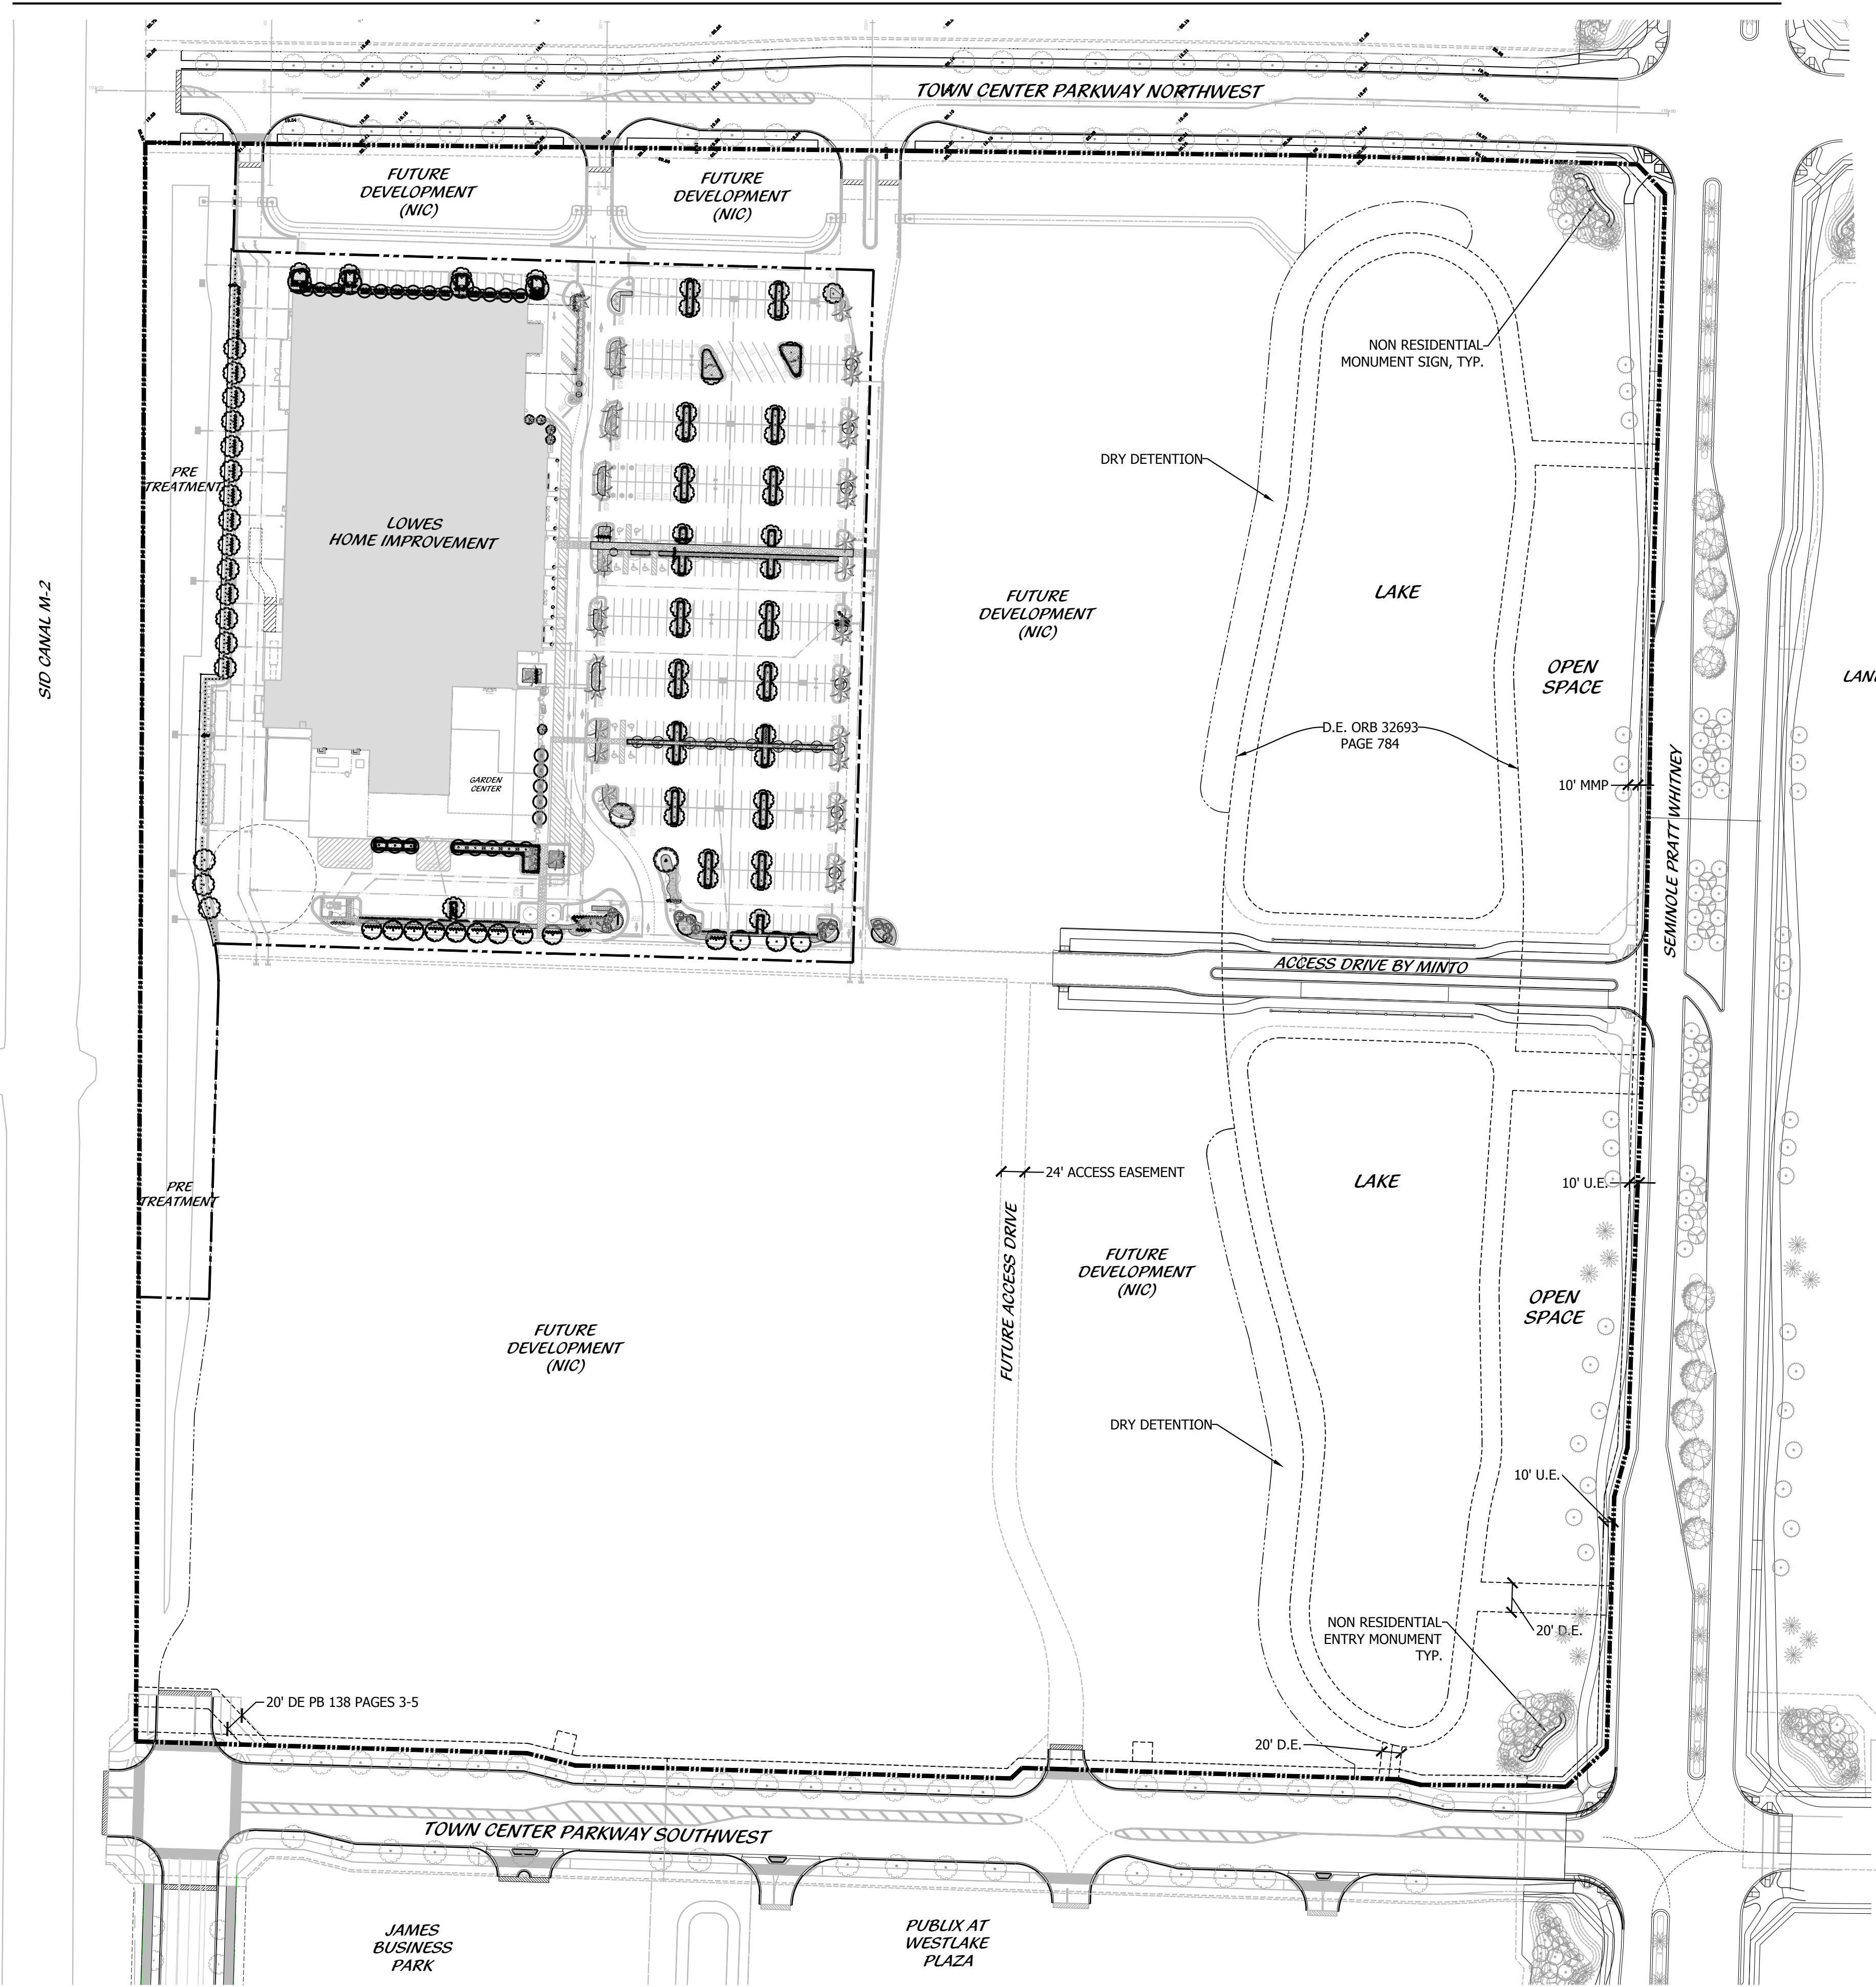 TOWN CENTER PARKWAY NORTHWEST
FUTURE
DEVELOPMENT
(NIC)
FUTURE
DEVELOPMENT
(NIC)
NON RESIDENTIAL
MONUMENT SIGN, TYP.
DRY DETENTION
PRE
TREATMENT
LOWES
HOME IMPROVEMENT
SID CANAL M-2
FUTURE
DEVELOPMENT
(NIC)
LAKE
OPEN
SPACE
D.E. ORB 32693
PAGE 784
10' MMP
SEMINOLE PRATT WHITNEY
GARDEN
CENTER
ACCESS DRIVE BY MINTO
24' ACCESS EASEMENT
LAKE
10' U.E.
PRE
TREATMENT
FUTURE ACCESS DRIVE
FUTURE
DEVELOPMENT
(NIC)
OPEN
SPACE
FUTURE
DEVELOPMENT
(NIC)
DRY DETENTION
10' U.E.
NON RESIDENTIAL
ENTRY MONUMENT
TYP.
20' D.E.
20' DE PB 138 PAGES 3-5
20' D.E.
TOWN CENTER PARKWAY SOUTHWEST
JAMES
BUSINESS
PARK
PUBLIX AT
WESTLAKE
PLAZA